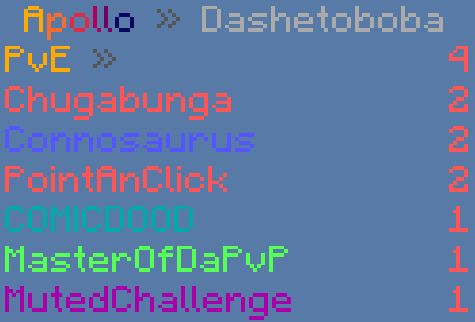 Apollo » Dashetoboba
PvE » 4
Chugabunga 2
Connosaurus 2
PointAnClick 2
COMICDOOD 1
MasterOfDaPvP 1
MutedChallenge 1